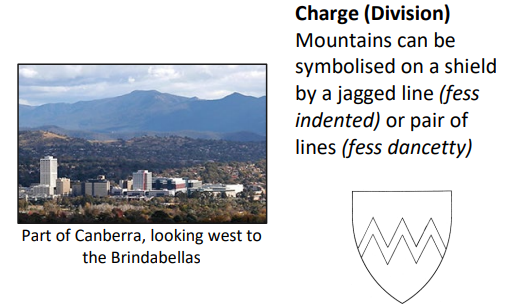 Charge (Division)
Mountains can be
symbolised on a shield
by a jagged line (fess
indented) or pair of
lines (fess dancetty)
Part of Canberra, looking west to
the Brindabellas